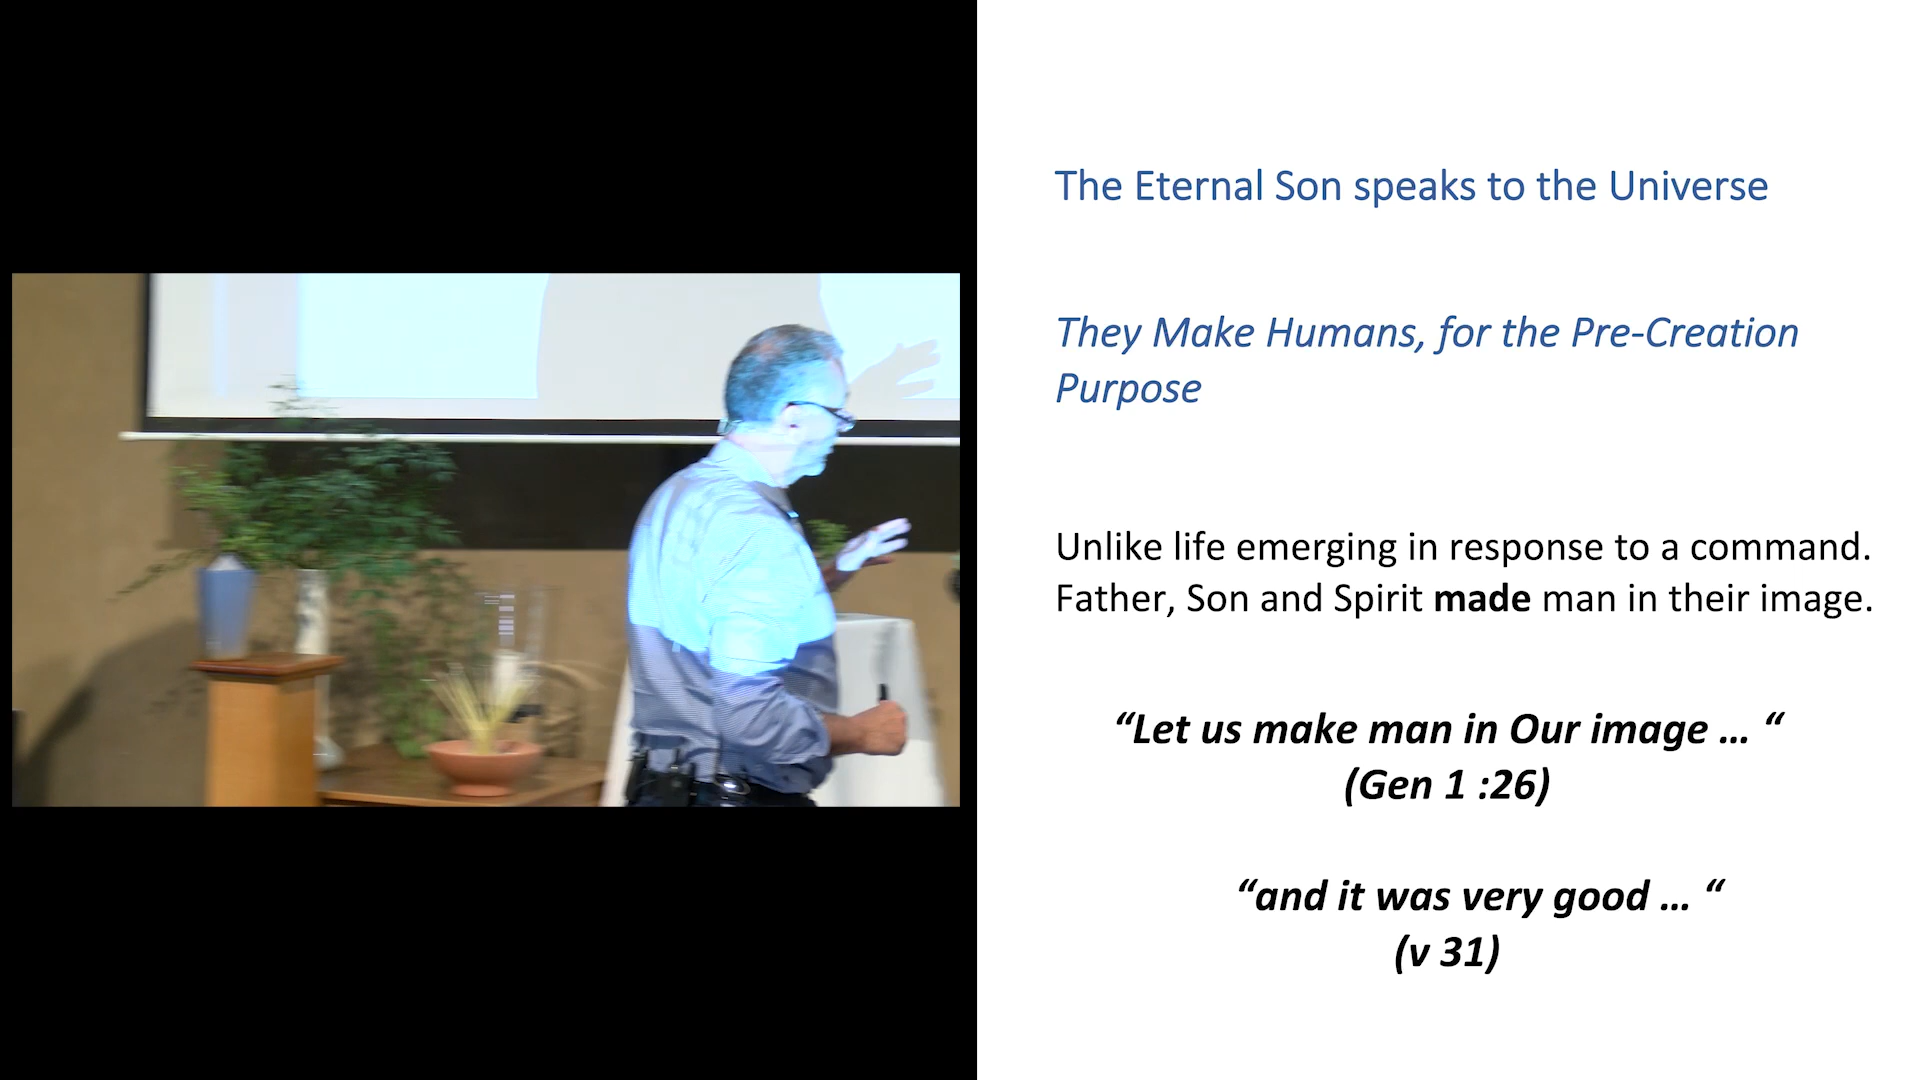 The Eternal Son speaks to the Universe
They Make Humans, for the Pre-Creation
Purpose
Unlike life emerging in response to a command.
Father, Son and Spirit made man in their image.
“Let us make man in Our image … “
(Gen 1 :26)
“and it was very good … “
(v 31)